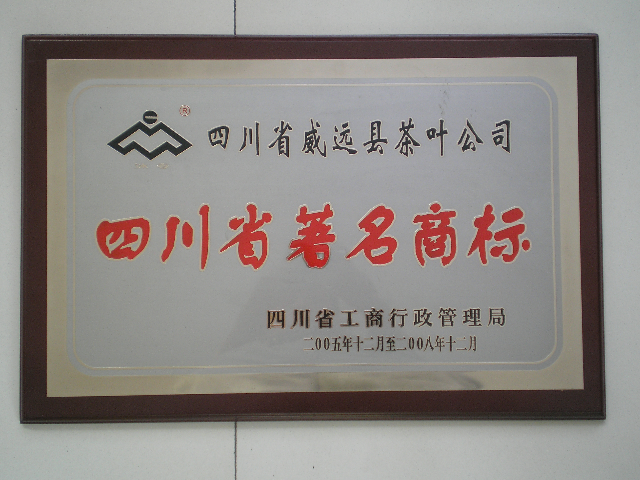 ® 四川省威远县茶叶公司
四川省著名商标
四川省工商行政管理局
二00五年十二月至二00八年十二月